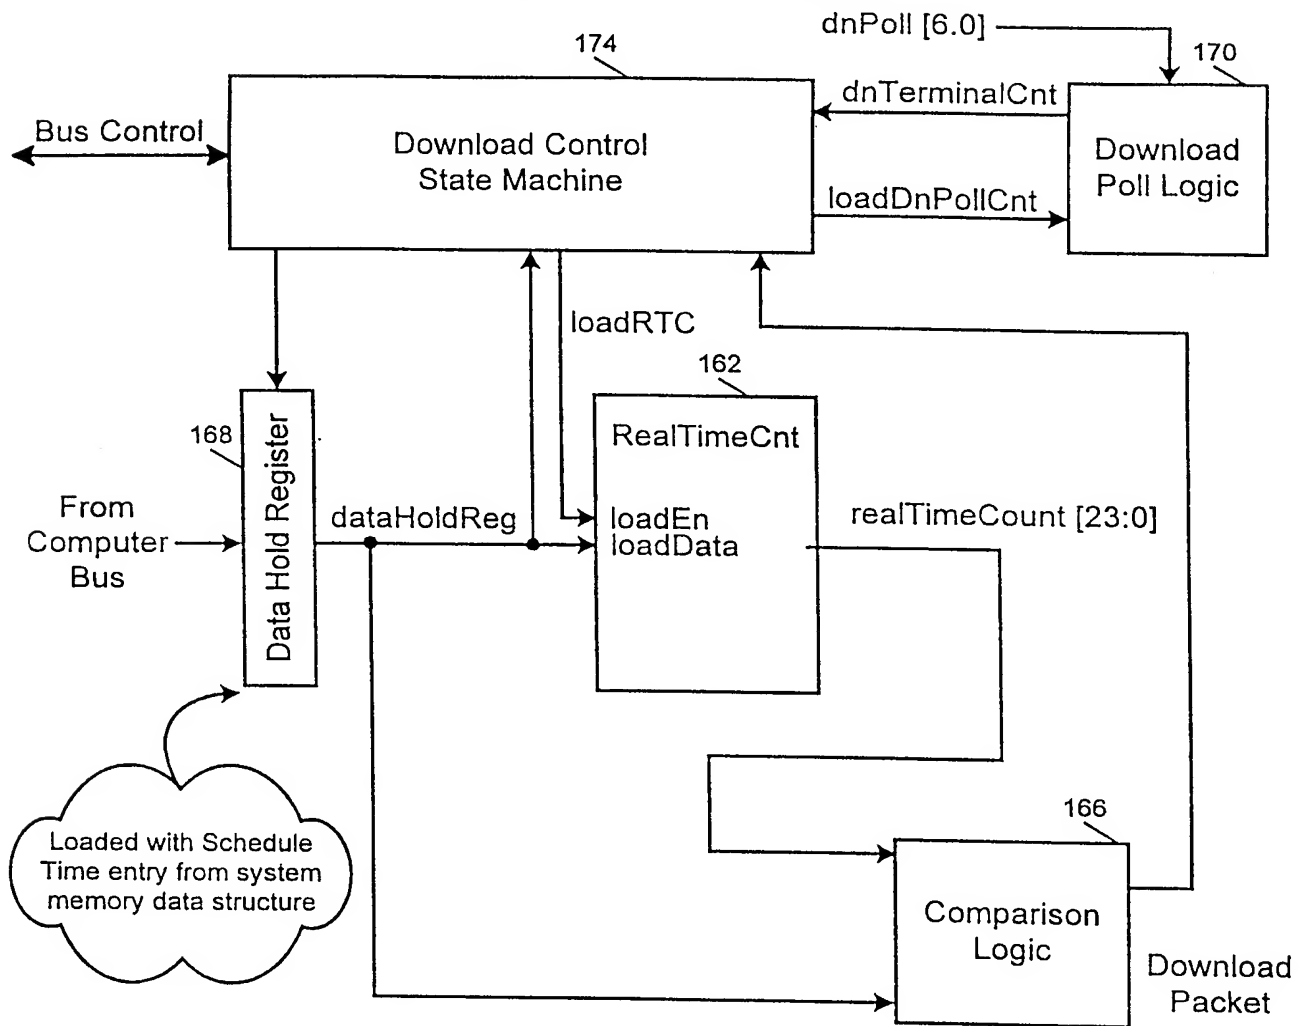 dnPoll [6.0]
174
170
dnTerminalCnt
Bus Control
Download Control
State Machine
Download
Poll Logic
loadDnPollCnt
loadRTC
162
168
Data Hold Register
RealTimeCnt
From
Computer
Bus
dataHoldReg
loadEn
loadData
realTimeCount [23:0]
Loaded with Schedule
Time entry from system
memory data structure
166
Comparison
Logic
Download
Packet